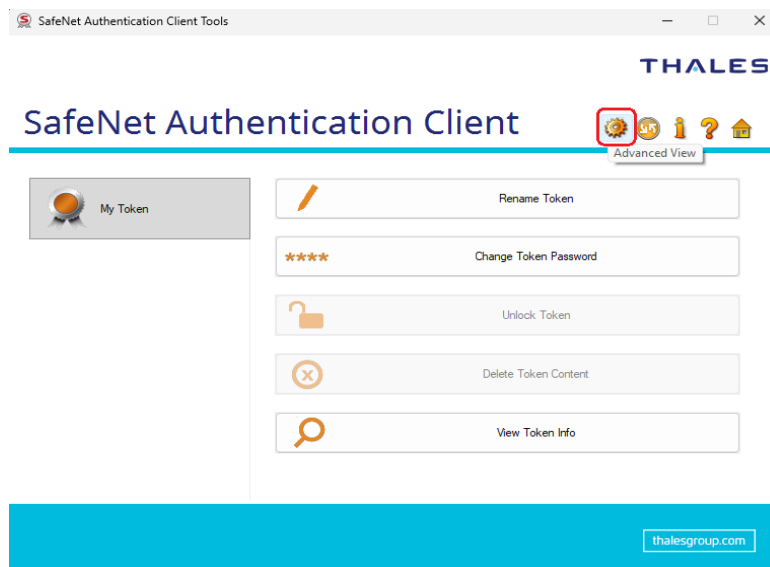 SafeNet Authentication Client Tools
THALES
SafeNet Authentication Client
Advanced View
My Token
Rename Token
****
Change Token Password
Unlock Token
Delete Token Content
View Token Info
thalesgroup.com